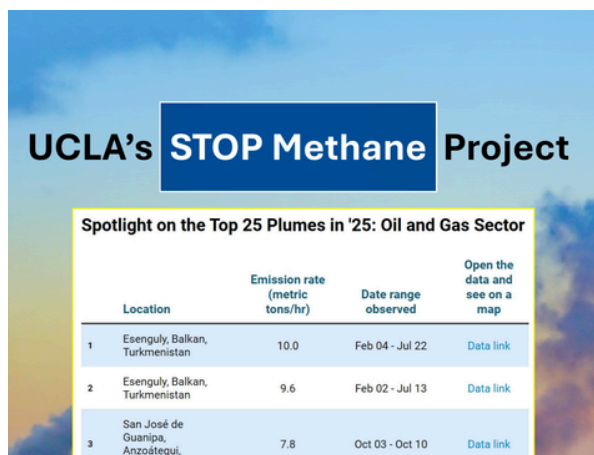 UCLA's STOP Methane Project
Spotlight on the Top 25 Plumes in '25: Oil and Gas Sector
Location
Emission rate
(metric
tons/hr)
Date range
observed
Open the
data and
see on a
map
1
Esenguly, Balkan,
Turkmenistan
10.0
Feb 04 - Jul 22
Data link
2
Esenguly, Balkan,
Turkmenistan
9.6
Feb 02 - Jul 13
Data link
3
San José de
Guanipa,
Anzoátegui,
7.8
Oct 03 - Oct 10
Data link